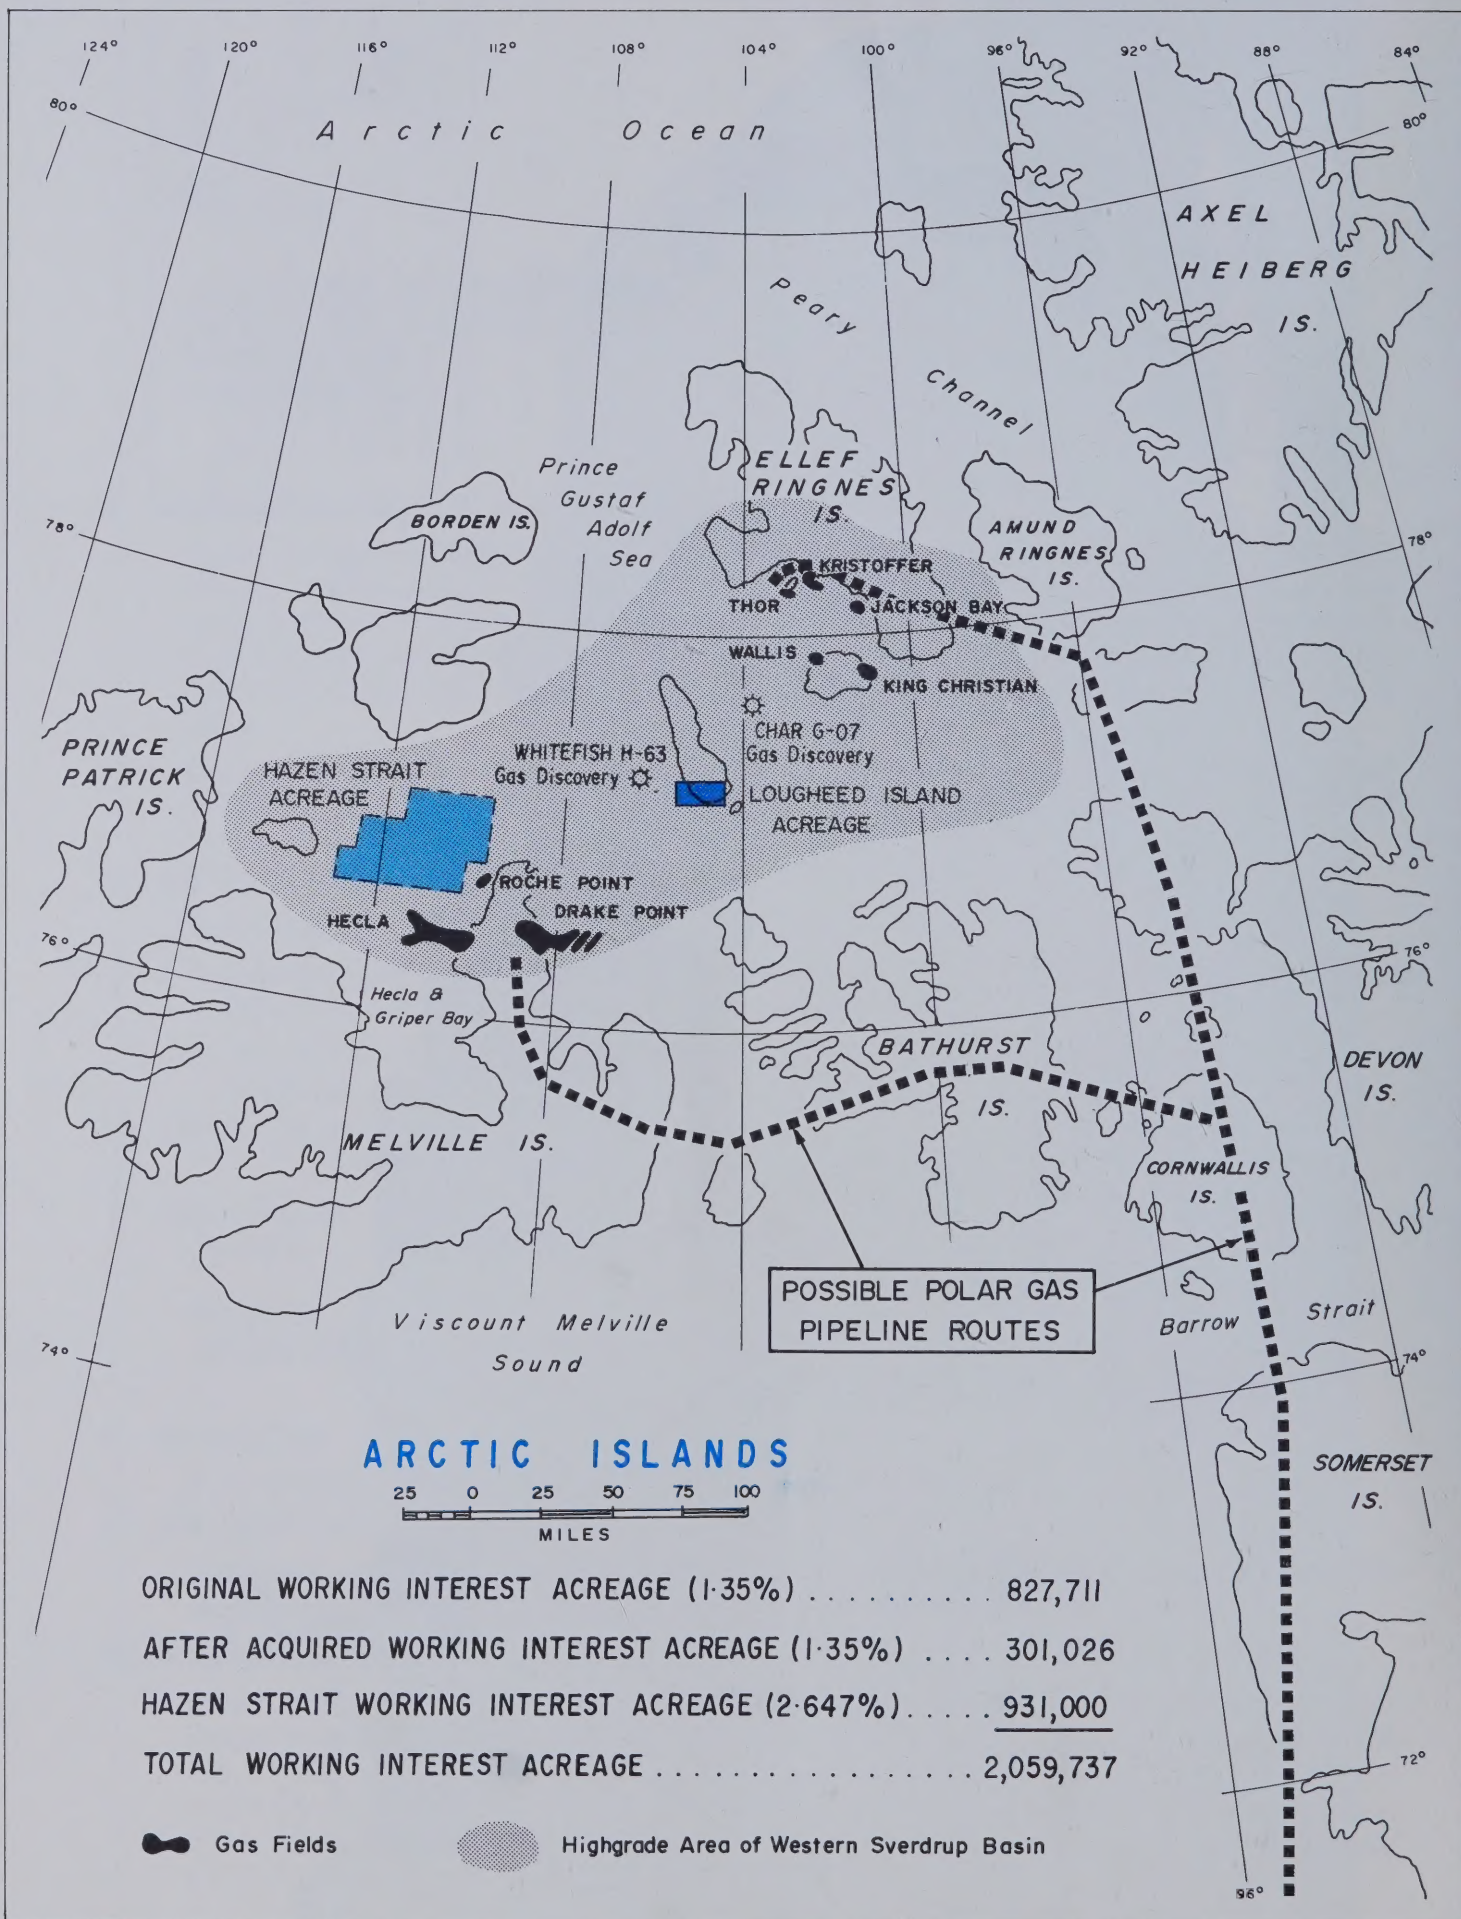 124° 120° 116° 112° 108° 104° 100° 96° 92° 88° 84°
80°
80°
Arctic Ocean
AXEL
HEIBERG
IS.
Peary
Channel
Prince
Gustaf
Adolf
Sea
ELLEF
RINGNES
IS.
BORDEN IS.
AMUND
RINGNES
IS.
78°
78°
KRISTOFFER
THOR
JACKSON BAY
WALLIS
KING CHRISTIAN
PRINCE
PATRICK
IS.
CHAR G-07
Gas Discovery
WHITEFISH H-63
Gas Discovery
HAZEN STRAIT
ACREAGE
LOUGHEED ISLAND
ACREAGE
ROCHE POINT
DRAKE POINT
HECLA
76°
76°
Hecla &
Griper Bay
BATHURST
IS.
DEVON
IS.
MELVILLE IS.
CORNWALLIS
IS.
POSSIBLE POLAR GAS
PIPELINE ROUTES
Viscount Melville
Sound
Barrow Strait
74°
74°
SOMERSET
IS.
ARCTIC ISLANDS
25 0 25 50 75 100
MILES
ORIGINAL WORKING INTEREST ACREAGE (1·35%) .......... 827,711
AFTER ACQUIRED WORKING INTEREST ACREAGE (1·35%) .... 301,026
HAZEN STRAIT WORKING INTEREST ACREAGE (2·647%)..... 931,000
TOTAL WORKING INTEREST ACREAGE ................. 2,059,737
72°
Gas Fields
Highgrade Area of Western Sverdrup Basin
96°